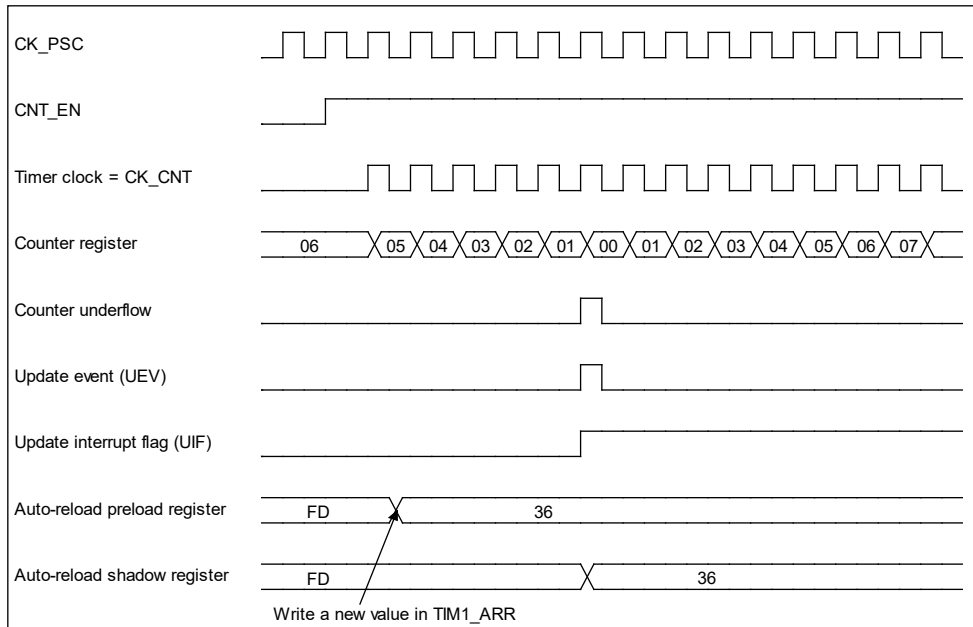 CK_PSC
CNT_EN
Timer clock = CK_CNT
Counter register 06 05 04 03 02 01 00 01 02 03 04 05 06 07
Counter underflow
Update event (UEV)
Update interrupt flag (UIF)
Auto-reload preload register FD 36
Auto-reload shadow register FD 36
Write a new value in TIM1_ARR